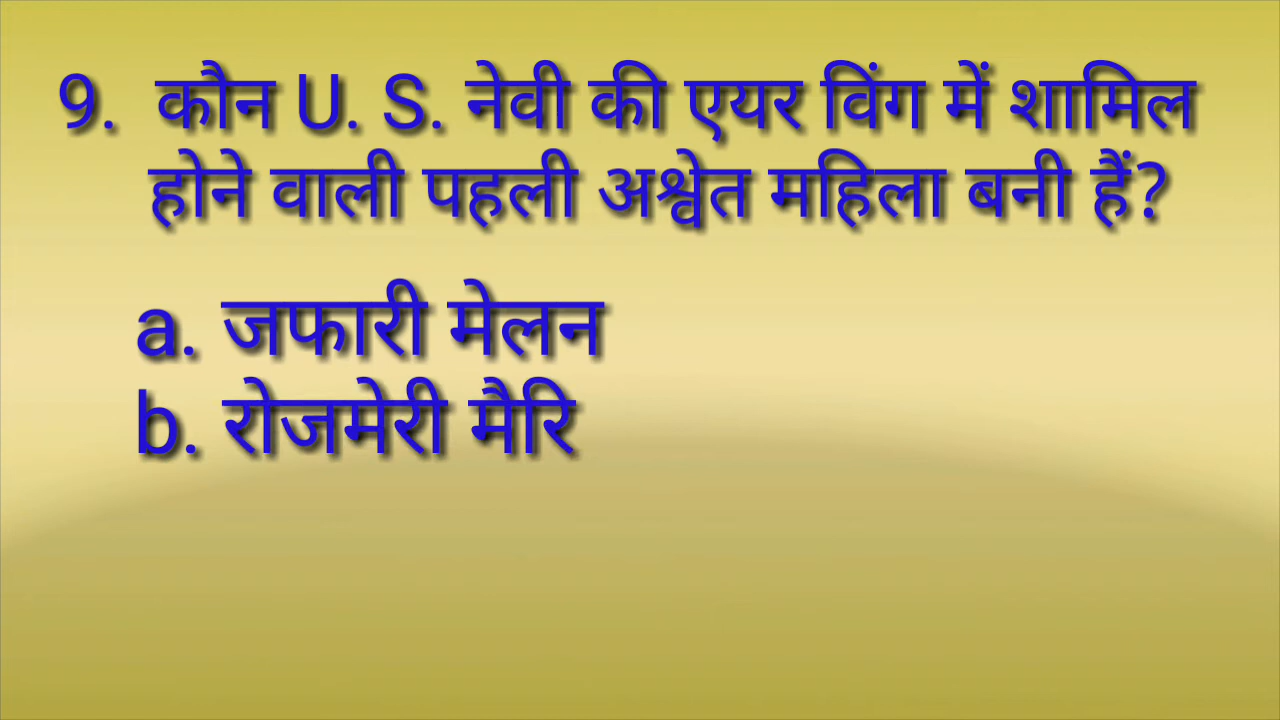 9. कौन U. S. नेवी की एयर विंग में शामिल
होने वाली पहली अश्वेत महिला बनी हैं?
a. जफारी मेलन
b. रोजमेरी मैरि